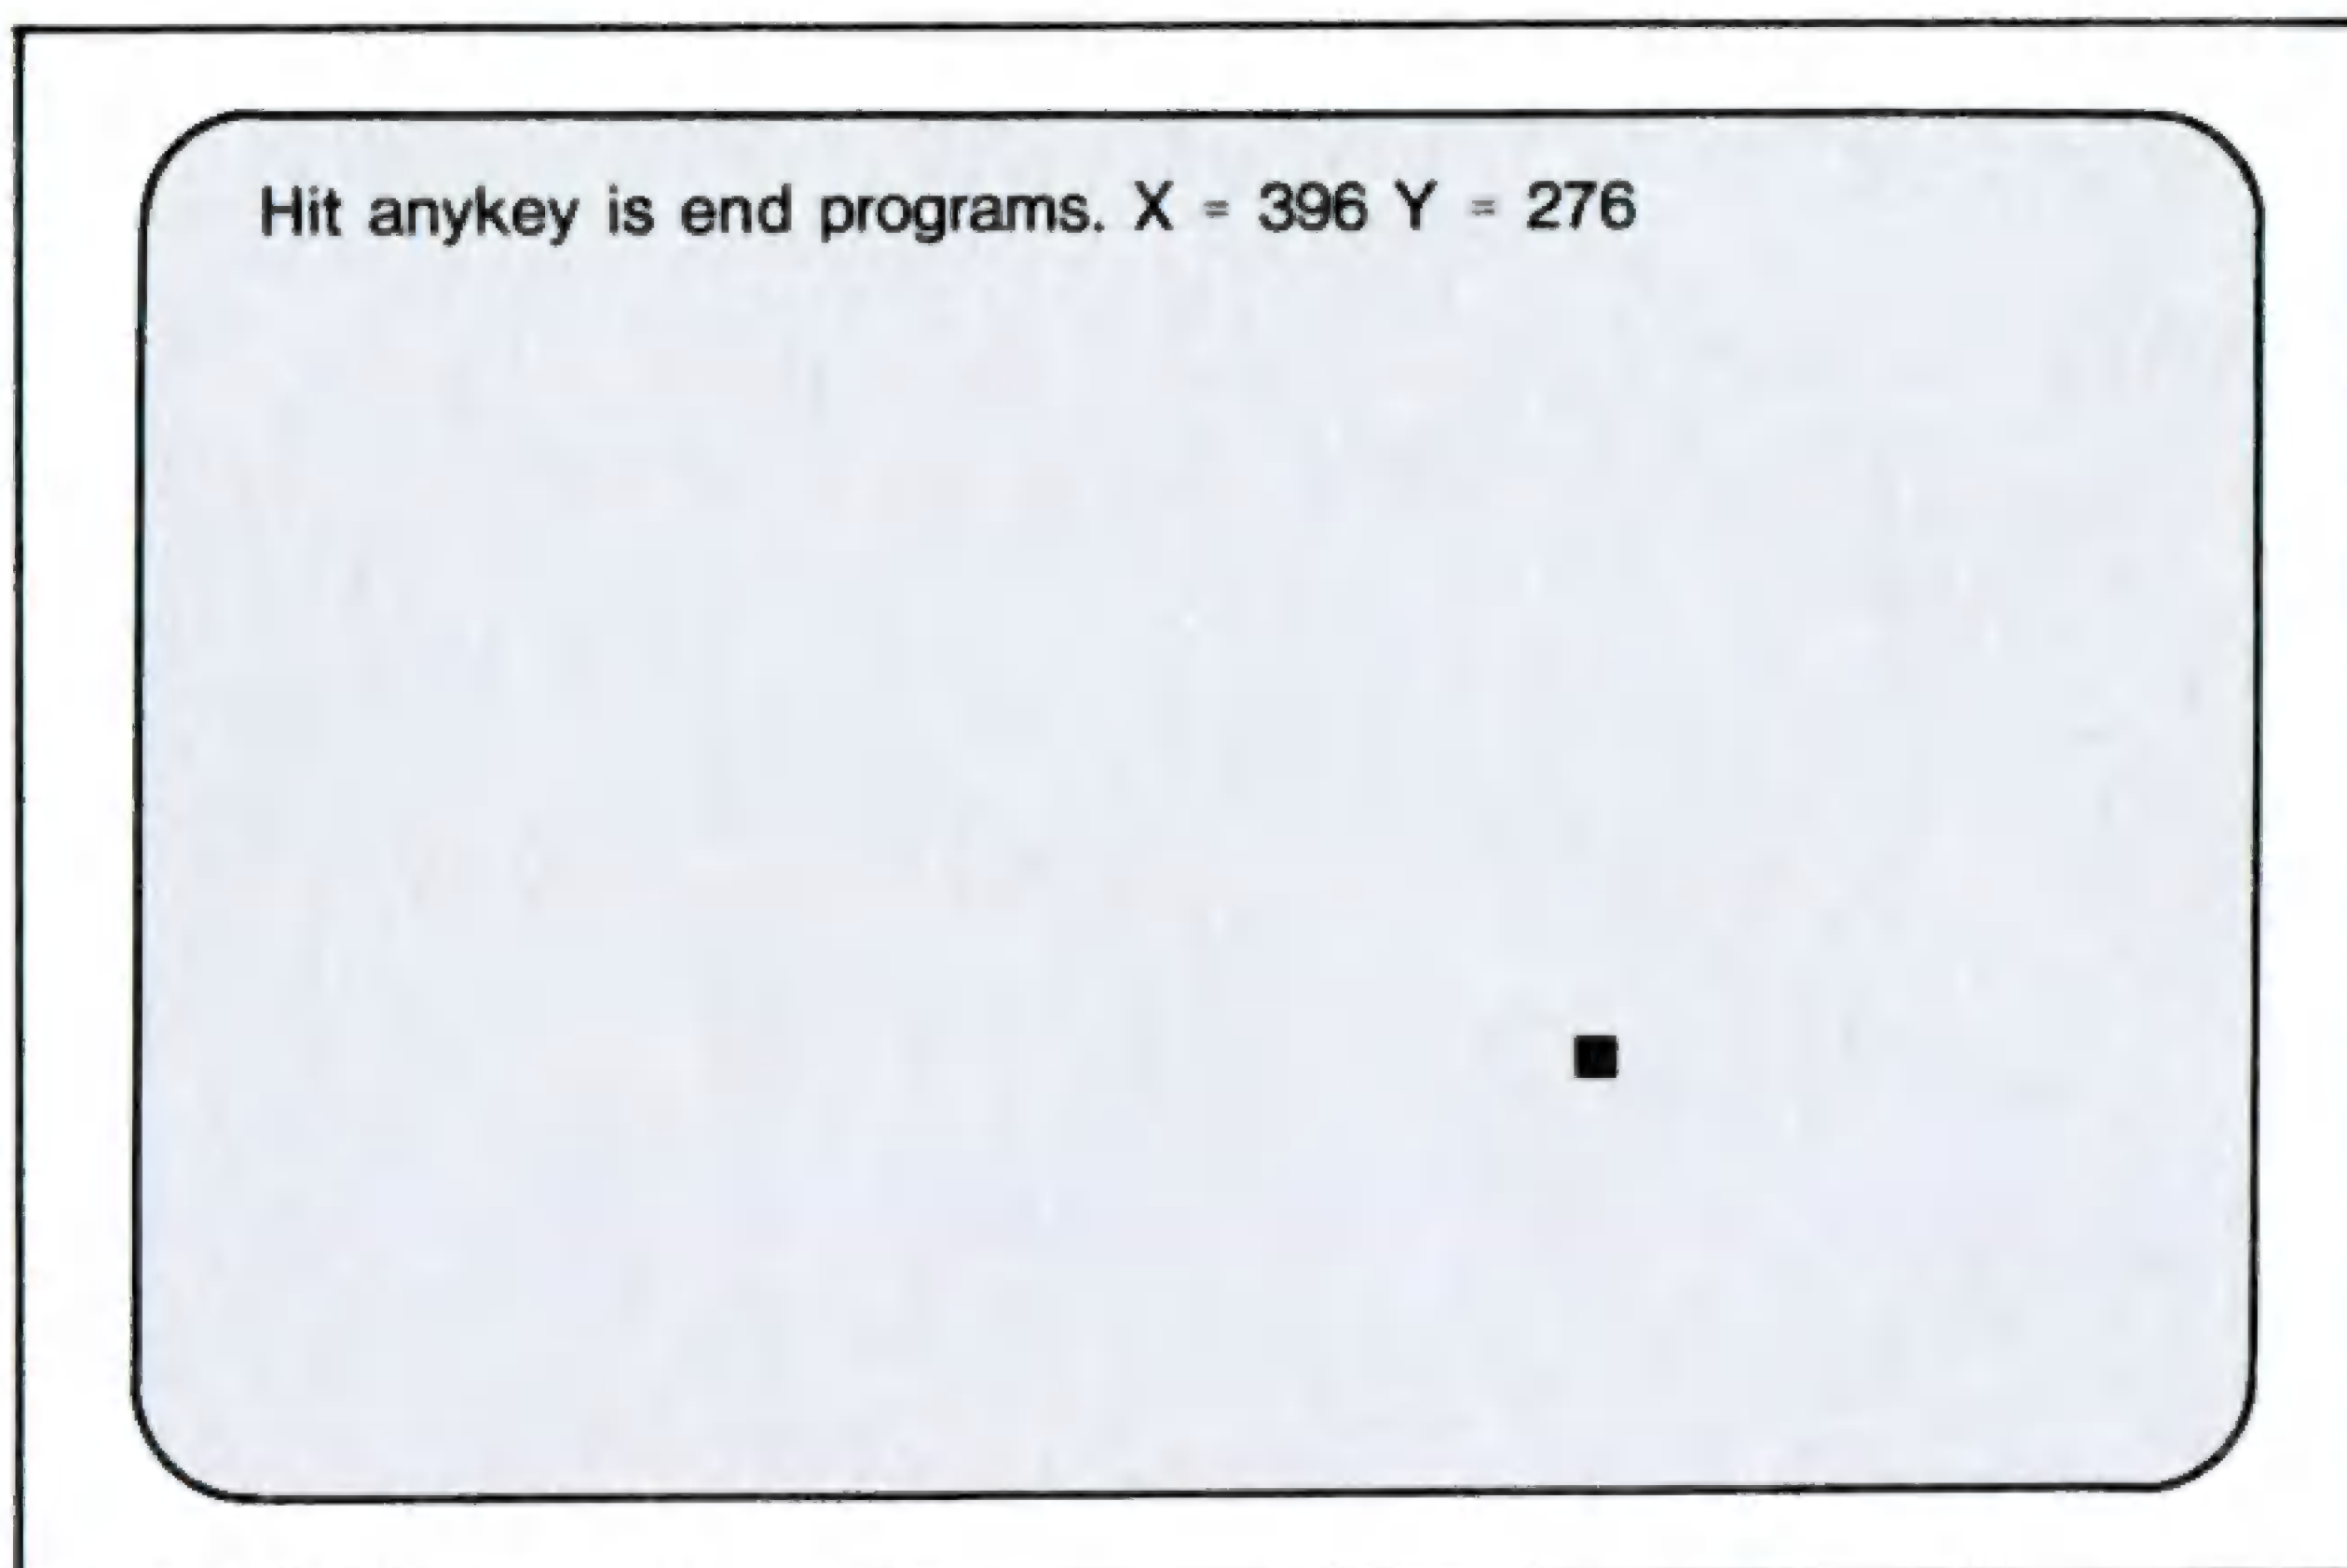 Hit anykey is end programs. X = 396 Y = 276